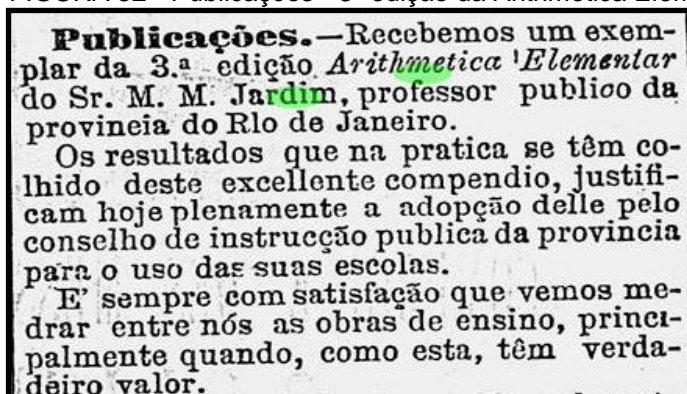 Publicações.—Recebemos um exem-
plar da 3.ª edição Arithmetica Elementar
do Sr. M. M. Jardim, professor publico da
provincia do Rio de Janeiro.
Os resultados que na pratica se têm co-
lhido deste excellente compendio, justifi-
cam hoje plenamente a adopção delle pelo
conselho de instrucção publica da provincia
para o uso das suas escolas.
E' sempre com satisfação que vemos me-
drar entre nós as obras de ensino, princi-
palmente quando, como esta, têm verda-
deiro valor.